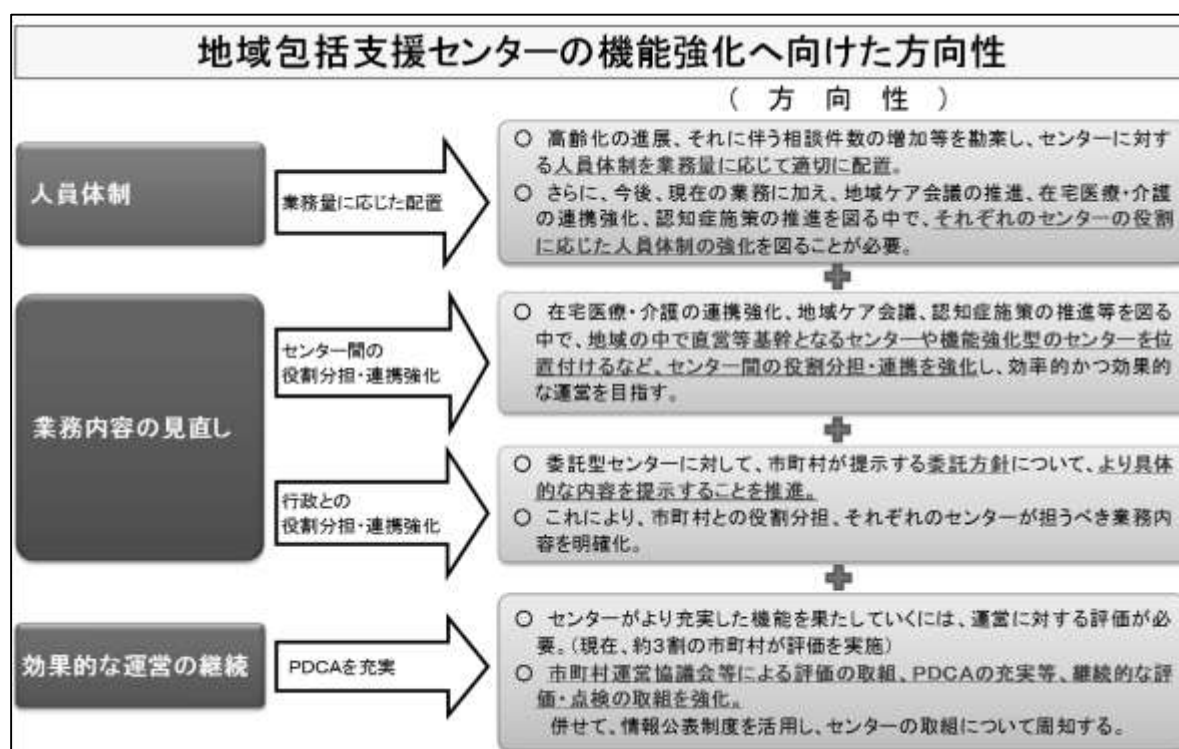 地域包括支援センターの機能強化へ向けた方向性
（ 方 向 性 ）
人員体制
業務量に応じた配置
○ 高齢化の進展、それに伴う相談件数の増加等を勘案し、センターに対す
る人員体制を業務量に応じて適切に配置。
○ さらに、今後、現在の業務に加え、地域ケア会議の推進、在宅医療・介護
の連携強化、認知症施策の推進を図る中で、それぞれのセンターの役割
に応じた人員体制の強化を図ることが必要。
業務内容の見直し
センター間の
役割分担・連携強化
○ 在宅医療・介護の連携強化、地域ケア会議、認知症施策の推進等を図る
中で、地域の中で直営等基幹となるセンターや機能強化型のセンターを位
置付けるなど、センター間の役割分担・連携を強化し、効率的かつ効果的
な運営を目指す。
行政との
役割分担・連携強化
○ 委託型センターに対して、市町村が提示する委託方針について、より具体
的な内容を提示することを推進。
○ これにより、市町村との役割分担、それぞれのセンターが担うべき業務内
容を明確化。
効果的な運営の継続
PDCAを充実
○ センターがより充実した機能を果たしていくには、運営に対する評価が必
要。（現在、約3割の市町村が評価を実施）
○ 市町村運営協議会等による評価の取組、PDCAの充実等、継続的な評
価・点検の取組を強化。
併せて、情報公表制度を活用し、センターの取組について周知する。